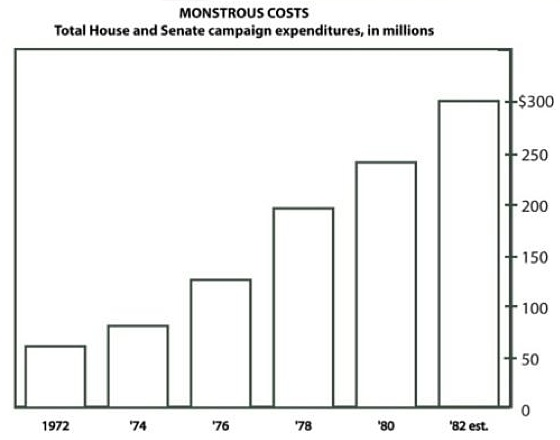 MONSTROUS COSTS
Total House and Senate campaign expenditures, in millions
$300
250
200
150
100
50
0
1972 '74 '76 '78 '80 '82 est.